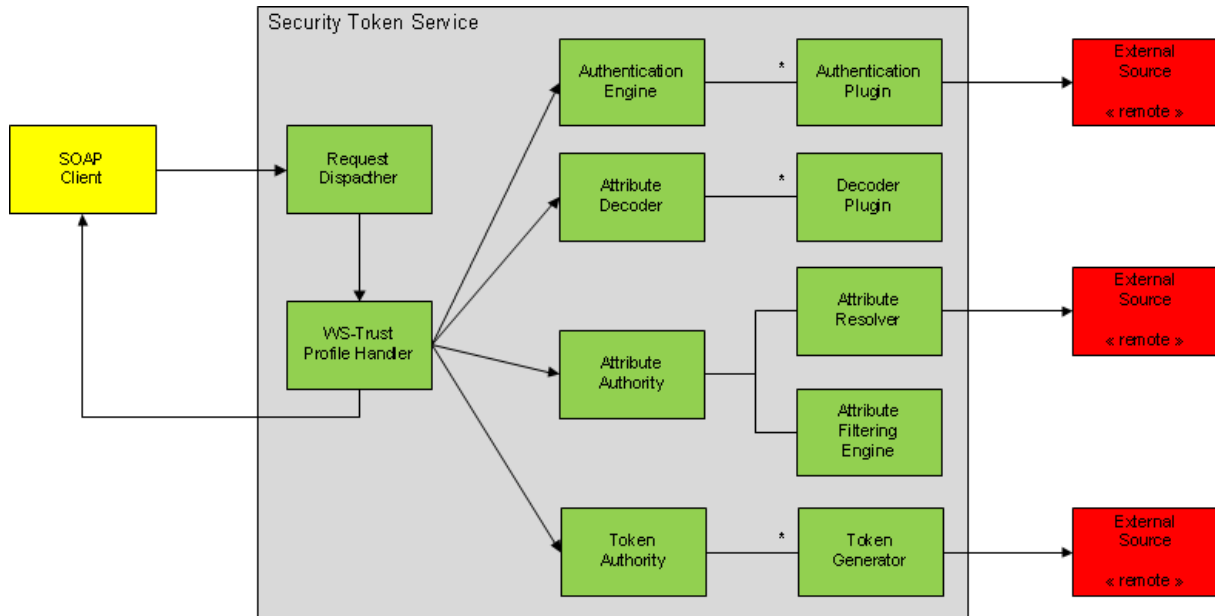 Security Token Service
Authentication
Engine
*
Authentication
Plugin
External
Source
« remote »
SOAP
Client
Request
Dispacther
Attribute
Decoder
*
Decoder
Plugin
WS-Trust
Profile Handler
Attribute
Authority
Attribute
Resolver
External
Source
« remote »
Attribute
Filtering
Engine
Token
Authority
*
Token
Generator
External
Source
« remote »